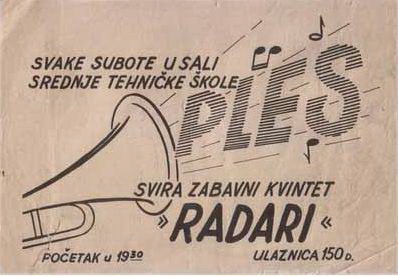 SVAKE SUBOTE U SALI
SREDNJE TEHNIČKE ŠKOLE
PLES
SVIRA ZABAVNI KVINTET
»RADARI«
POČETAK u 19³⁰
ULAZNICA 150 D.